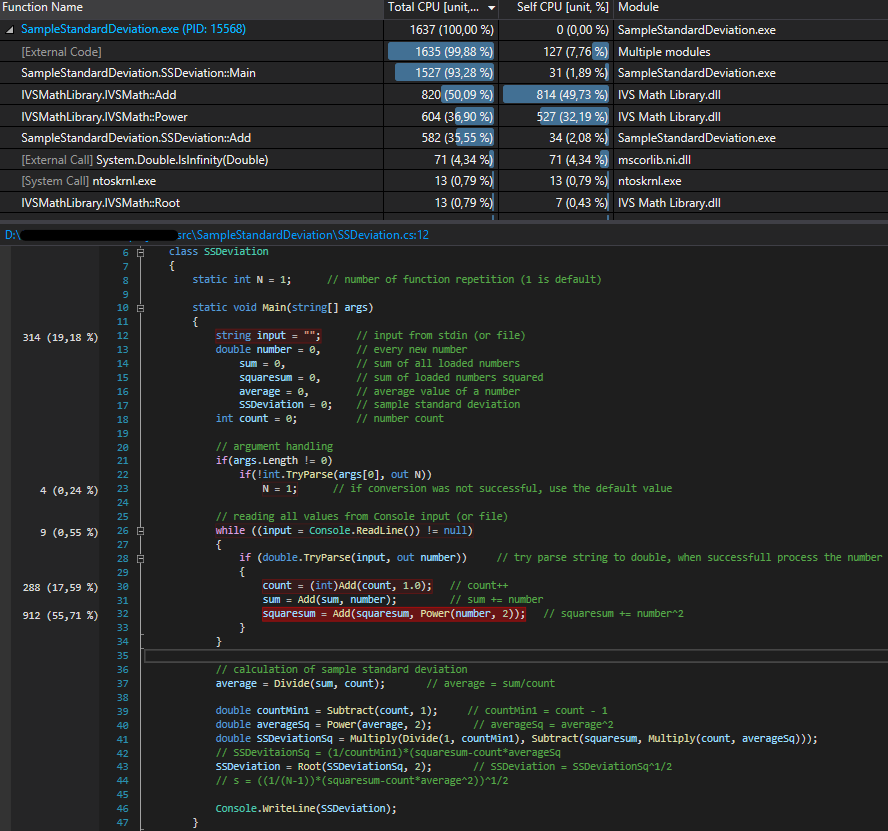 Function Name Total CPU [unit,... Self CPU [unit, %] Module
SampleStandardDeviation.exe (PID: 15568) 1637 (100,00 %) 0 (0,00 %) SampleStandardDeviation.exe
[External Code] 1635 (99,88 %) 127 (7,76 %) Multiple modules
SampleStandardDeviation.SSDeviation::Main 1527 (93,28 %) 31 (1,89 %) SampleStandardDeviation.exe
IVSMathLibrary.IVSMath::Add 820 (50,09 %) 814 (49,73 %) IVS Math Library.dll
IVSMathLibrary.IVSMath::Power 604 (36,90 %) 527 (32,19 %) IVS Math Library.dll
SampleStandardDeviation.SSDeviation::Add 582 (35,55 %) 34 (2,08 %) SampleStandardDeviation.exe
[External Call] System.Double.IsInfinity(Double) 71 (4,34 %) 71 (4,34 %) mscorlib.ni.dll
[System Call] ntoskrnl.exe 13 (0,79 %) 13 (0,79 %) ntoskrnl.exe
IVSMathLibrary.IVSMath::Root 13 (0,79 %) 7 (0,43 %) IVS Math Library.dll
D:\ src\SampleStandardDeviation\SSDeviation.cs:12
6 class SSDeviation
7 {
8 static int N = 1; // number of function repetition (1 is default)
9
10 static void Main(string[] args)
11 {
314 (19,18 %) 12 string input = ""; // input from stdin (or file)
13 double number = 0, // every new number
14 sum = 0, // sum of all loaded numbers
15 squaresum = 0, // sum of loaded numbers squared
16 average = 0, // average value of a number
17 SSDeviation = 0; // sample standard deviation
18 int count = 0; // number count
19
20 // argument handling
21 if(args.Length != 0)
22 if(!int.TryParse(args[0], out N))
4 (0,24 %) 23 N = 1; // if conversion was not successful, use the default value
24
25 // reading all values from Console input (or file)
9 (0,55 %) 26 while ((input = Console.ReadLine()) != null)
27 {
28 if (double.TryParse(input, out number)) // try parse string to double, when successfull process the number
29 {
288 (17,59 %) 30 count = (int)Add(count, 1.0); // count++
31 sum = Add(sum, number); // sum += number
912 (55,71 %) 32 squaresum = Add(squaresum, Power(number, 2)); // squaresum += number^2
33 }
34 }
35
36 // calculation of sample standard deviation
37 average = Divide(sum, count); // average = sum/count
38
39 double countMin1 = Subtract(count, 1); // countMin1 = count - 1
40 double averageSq = Power(average, 2); // averageSq = average^2
41 double SSDeviationSq = Multiply(Divide(1, countMin1), Subtract(squaresum, Multiply(count, averageSq)));
42 // SSDevitaionSq = (1/countMin1)*(squaresum-count*averageSq
43 SSDeviation = Root(SSDeviationSq, 2); // SSDeviation = SSDeviationSq^1/2
44 // s = ((1/(N-1))*(squaresum-count*average^2))^1/2
45
46 Console.WriteLine(SSDeviation);
47 }